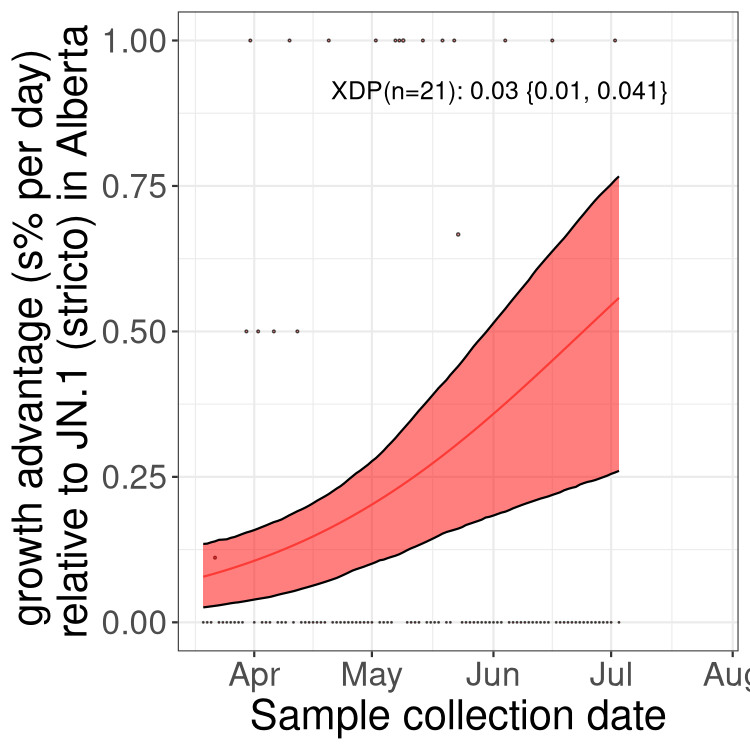 growth advantage (s% per day)
relative to JN.1 (stricto) in Alberta
1.00
0.75
0.50
0.25
0.00
XDP(n=21): 0.03 {0.01, 0.041}
Apr May Jun Jul Aug
Sample collection date